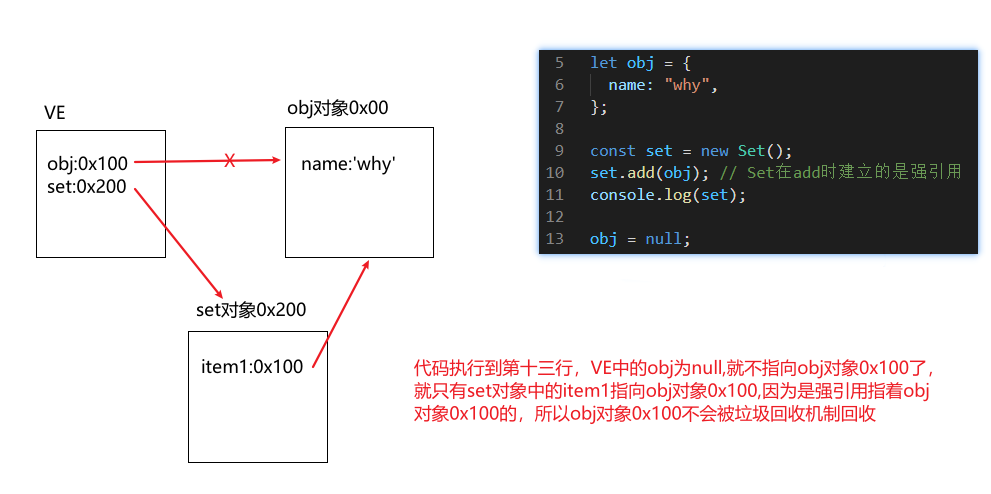 VE
obj:0x100
set:0x200
obj对象0x00
name:'why'
set对象0x200
item1:0x100
5 let obj = {
6 name: "why",
7 };
8
9 const set = new Set();
10 set.add(obj); // Set在add时建立的是强引用
11 console.log(set);
12
13 obj = null;
代码执行到第十三行，VE中的obj为null,就不指向obj对象0x100了，
就只有set对象中的item1指向obj对象0x100,因为是强引用指着obj
对象0x100的，所以obj对象0x100不会被垃圾回收机制回收